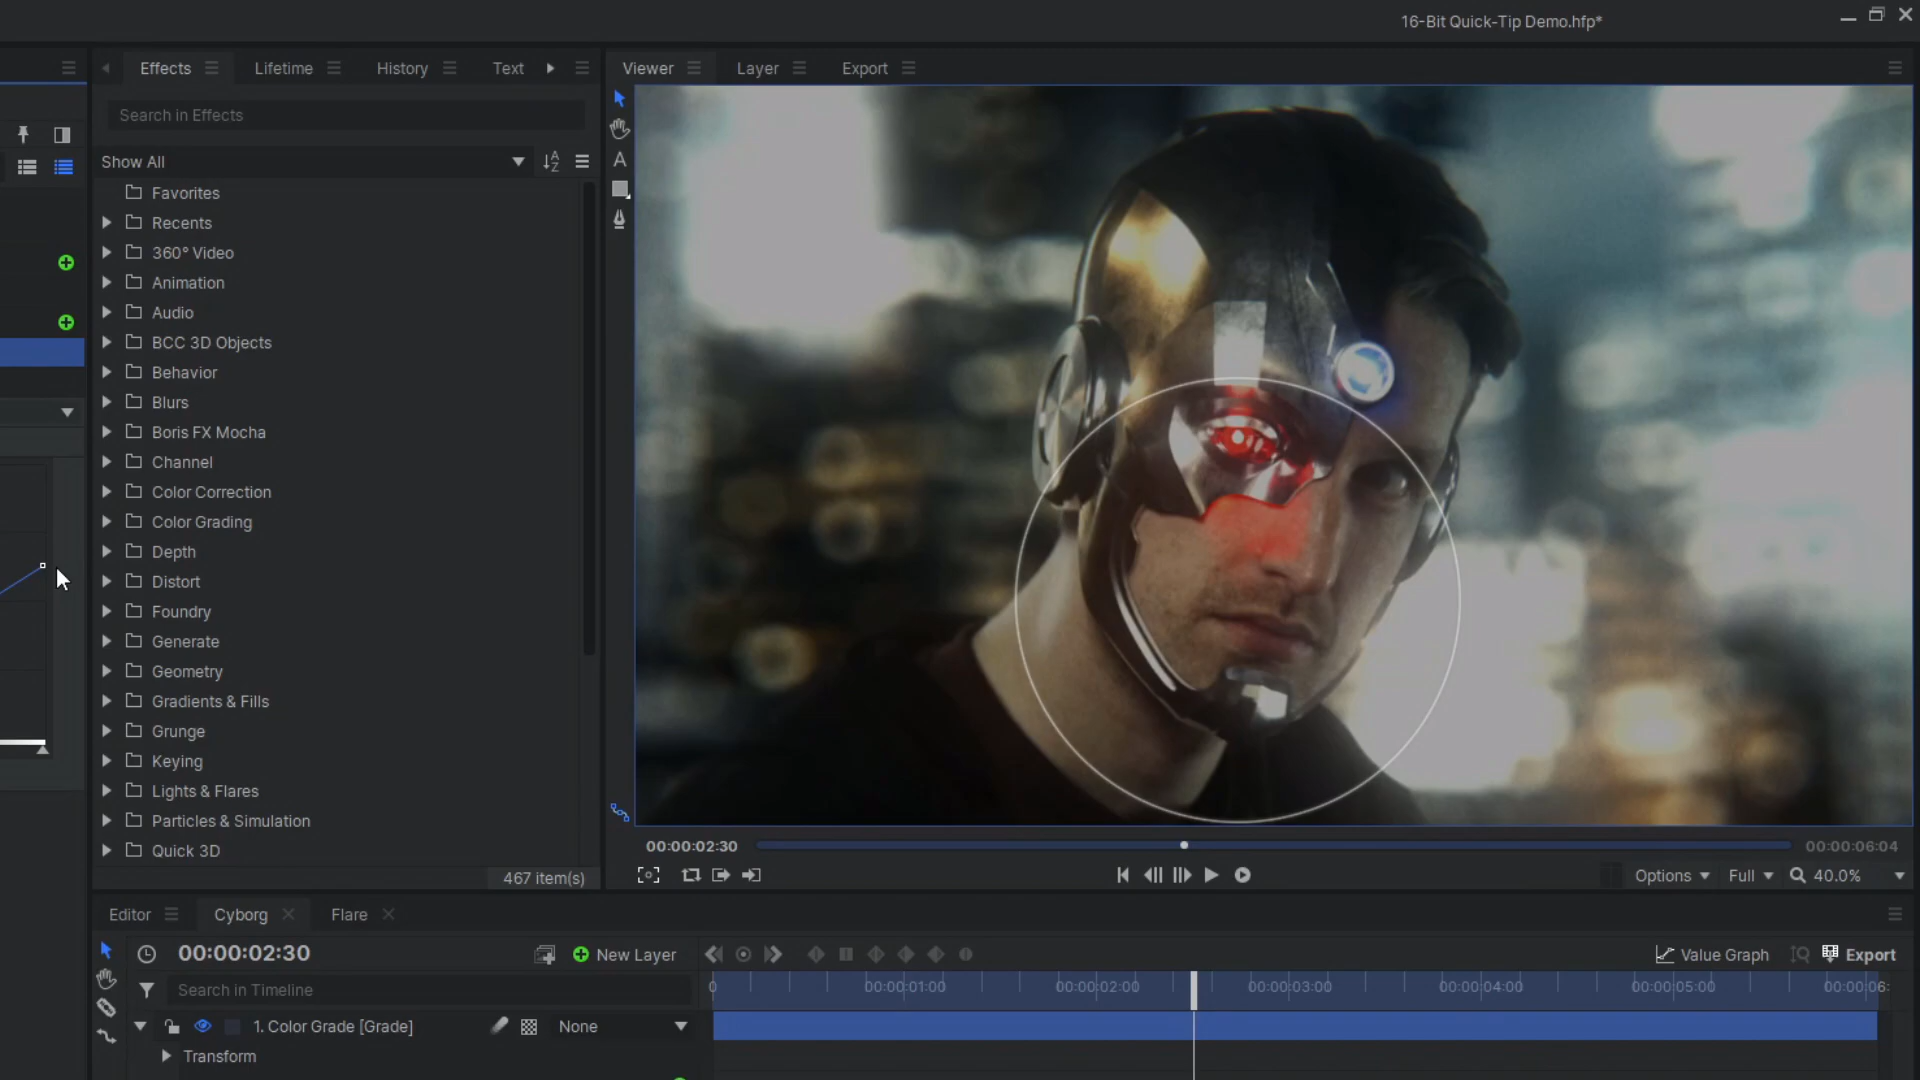 16-Bit Quick-Tip Demo.hfp*
Effects
Lifetime
History
Text
Search in Effects
Show All
Favorites
Recents
360° Video
Animation
Audio
BCC 3D Objects
Behavior
Blurs
Boris FX Mocha
Channel
Color Correction
Color Grading
Depth
Distort
Foundry
Generate
Geometry
Gradients & Fills
Grunge
Keying
Lights & Flares
Particles & Simulation
Quick 3D
467 item(s)
Viewer
Layer
Export
A
00:00:02:30
00:00:06:04
Options
Full
40.0%
Editor
Cyborg
Flare
00:00:02:30
New Layer
Value Graph
Export
Search in Timeline
0
00:00:01:00
00:00:02:00
00:00:03:00
00:00:04:00
00:00:05:00
00:00:06:
1. Color Grade [Grade]
None
Transform